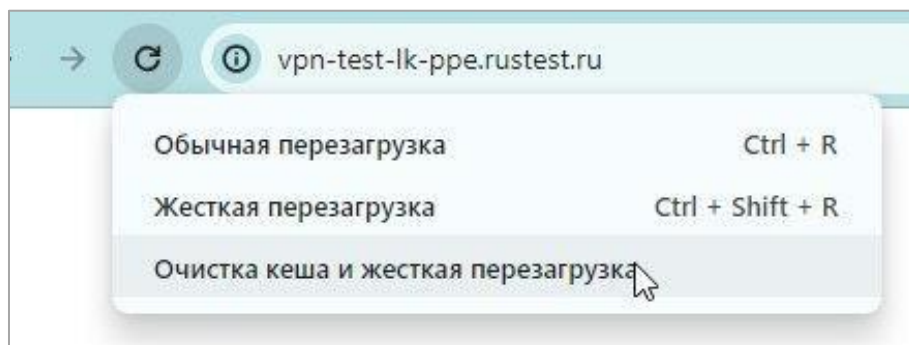 vpn-test-lk-ppe.rustest.ru
Обычная перезагрузка Ctrl + R
Жесткая перезагрузка Ctrl + Shift + R
Очистка кеша и жесткая перезагрузка